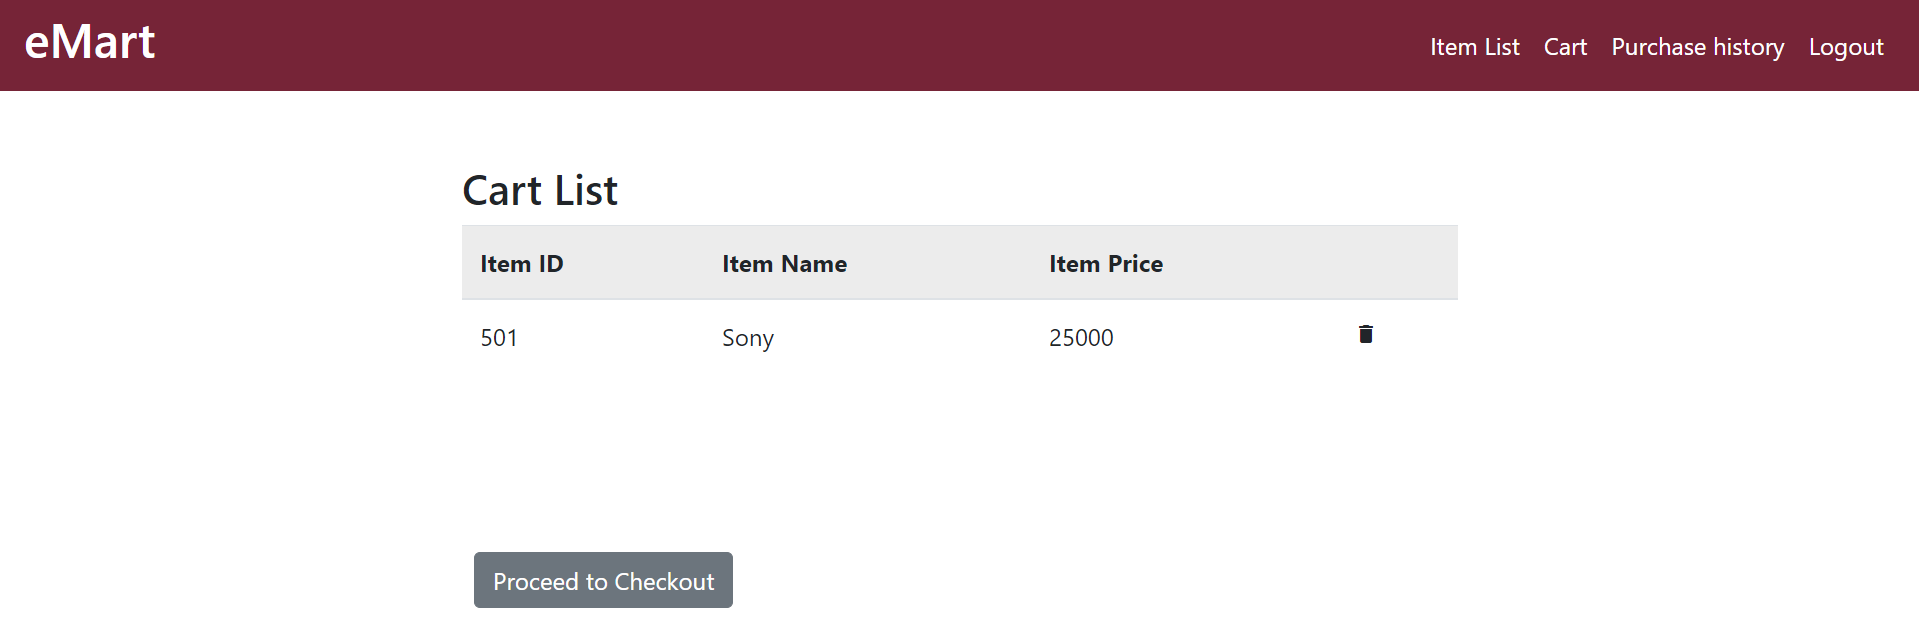 eMart
Item List Cart Purchase history Logout
Cart List
Item ID Item Name Item Price
501 Sony 25000
Proceed to Checkout